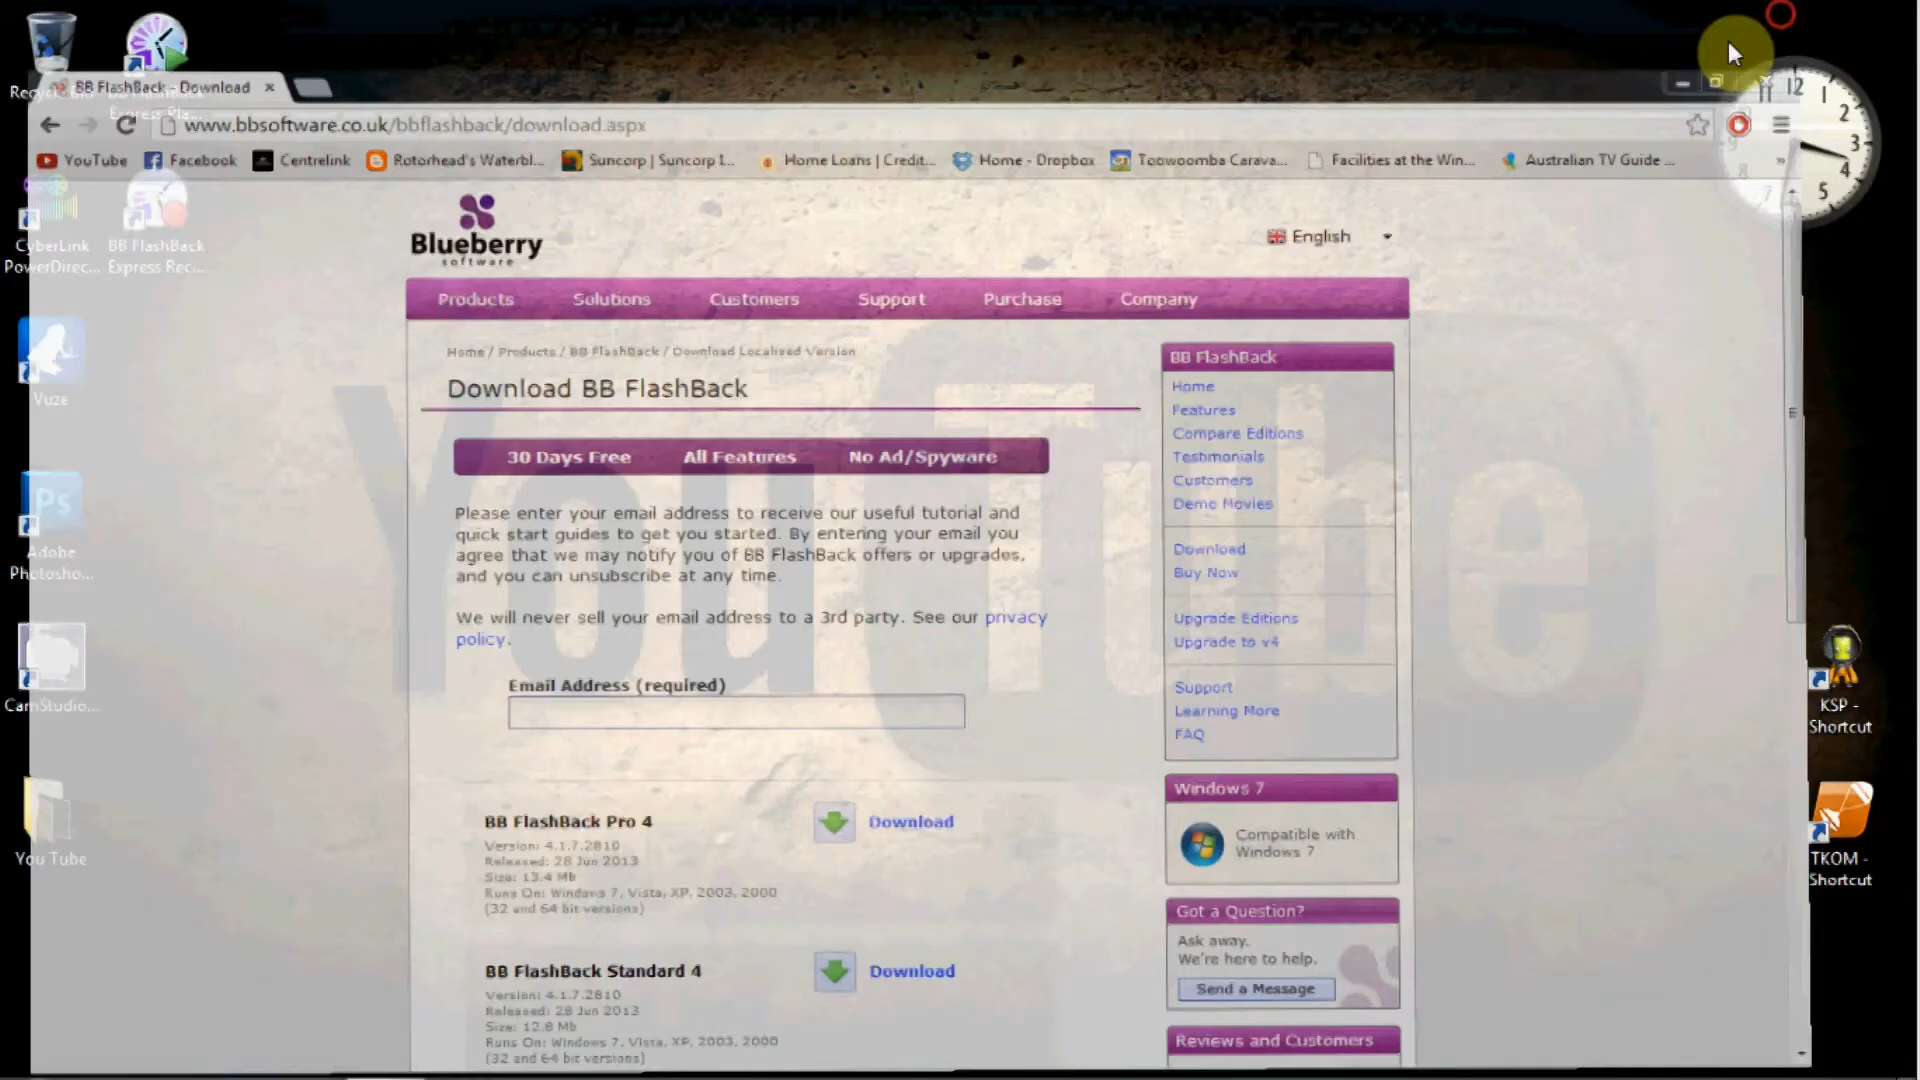 BB FlashBack - Download
www.bbsoftware.co.uk/bbflashback/download.aspx
YouTube
Facebook
Centrelink
Rotorhead's Waterbl...
Suncorp | Suncorp I...
Home Loans | Credit...
Home - Dropbox
Toowoomba Carava...
Facilities at the Win...
Australian TV Guide ...
»
12
1
2
3
4
5
7
8
9
CyberLink
PowerDirec...
BB FlashBack
Express Rec...
Vuze
Ps
Adobe
Photosho...
CamStudio...
You Tube
KSP -
Shortcut
TKOM -
Shortcut
YouTube
Blueberry
software
English
Products
Solutions
Customers
Support
Purchase
Company
Home / Products / BB FlashBack / Download Localised Version
Download BB FlashBack
30 Days Free
All Features
No Ad/Spyware
Please enter your email address to receive our useful tutorial and
quick start guides to get you started. By entering your email you
agree that we may notify you of BB FlashBack offers or upgrades,
and you can unsubscribe at any time.
We will never sell your email address to a 3rd party. See our privacy
policy.
Email Address (required)
BB FlashBack Pro 4
Download
Version: 4.1.7.2810
Released: 28 Jun 2013
Size: 13.4 Mb
Runs On: Windows 7, Vista, XP, 2003, 2000
(32 and 64 bit versions)
BB FlashBack Standard 4
Download
Version: 4.1.7.2810
Released: 28 Jun 2013
Size: 12.8 Mb
Runs On: Windows 7, Vista, XP, 2003, 2000
(32 and 64 bit versions)
BB FlashBack
Home
Features
Compare Editions
Testimonials
Customers
Demo Movies
Download
Buy Now
Upgrade Editions
Upgrade to v4
Support
Learning More
FAQ
Windows 7
Compatible with
Windows 7
Got a Question?
Ask away.
We're here to help.
Send a Message
Reviews and Customers